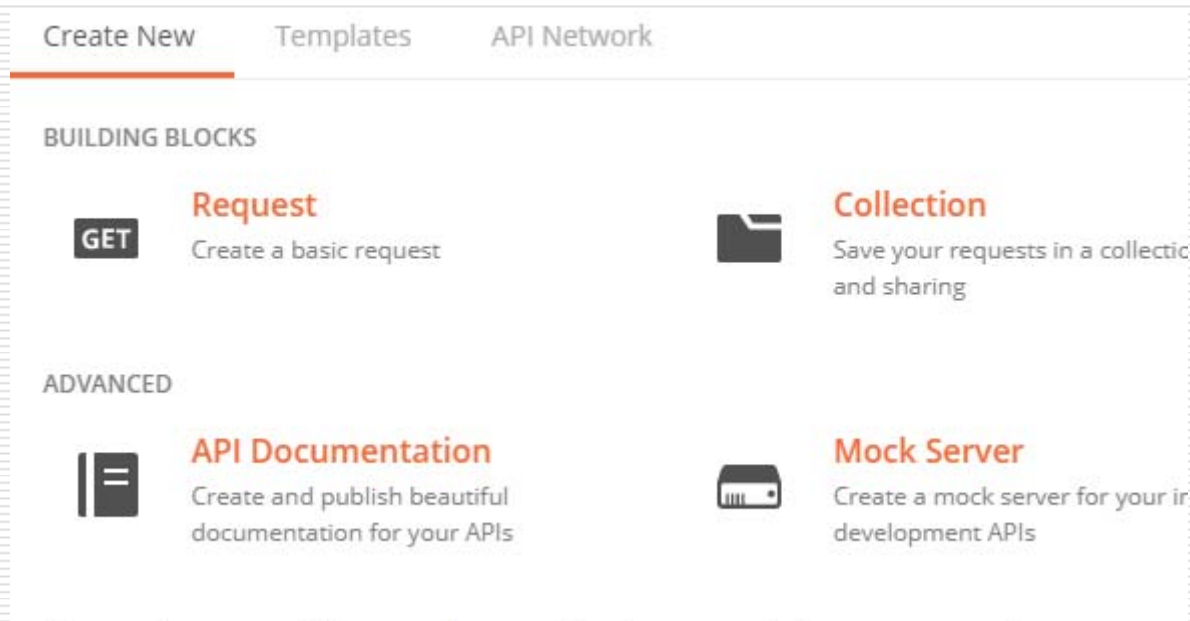 Create New Templates API Network
BUILDING BLOCKS
GET
Request
Create a basic request
Collection
Save your requests in a
and sharing
ADVANCED
API Documentation
Create and publish beautiful
documentation for your APIs
Mock Server
Create a mock server for your
development APIs